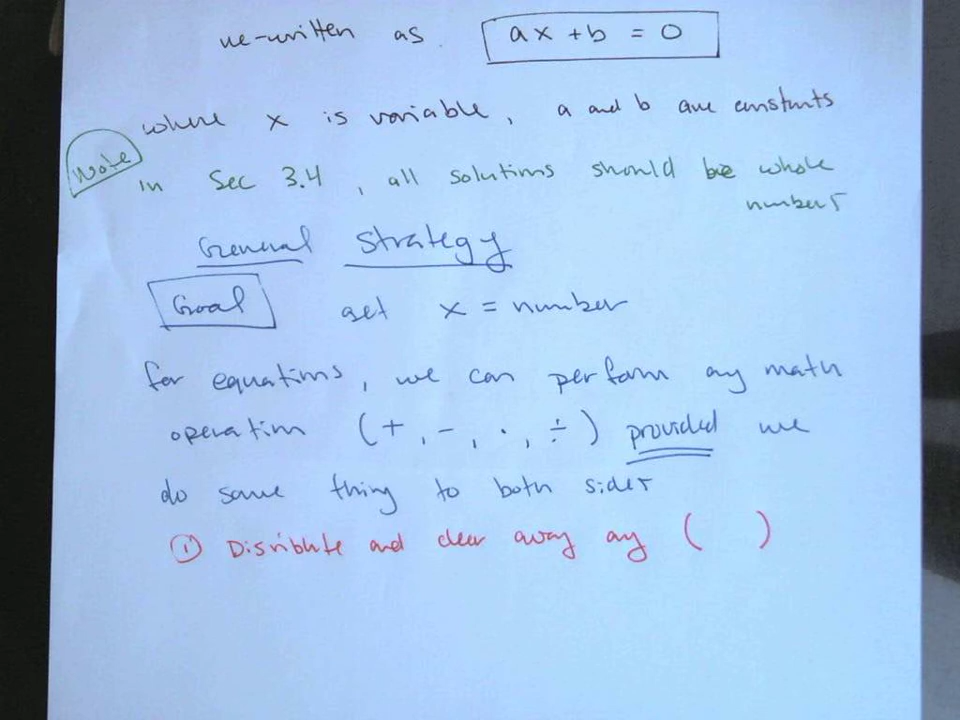 re-written as ax + b = 0
where x is variable, a and b are constants
Note
in Sec 3.4, all solutions should be whole
numbers
General Strategy
Goal get x = number
for equations, we can perform any math
operation (+, -, ·, ÷) provided we
do same thing to both sides
① Disribute and clear away any ( )